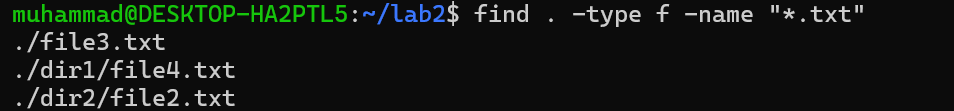 muhammad@DESKTOP-HA2PTL5:~/lab2$ find . -type f -name "*.txt"
./file3.txt
./dir1/file4.txt
./dir2/file2.txt